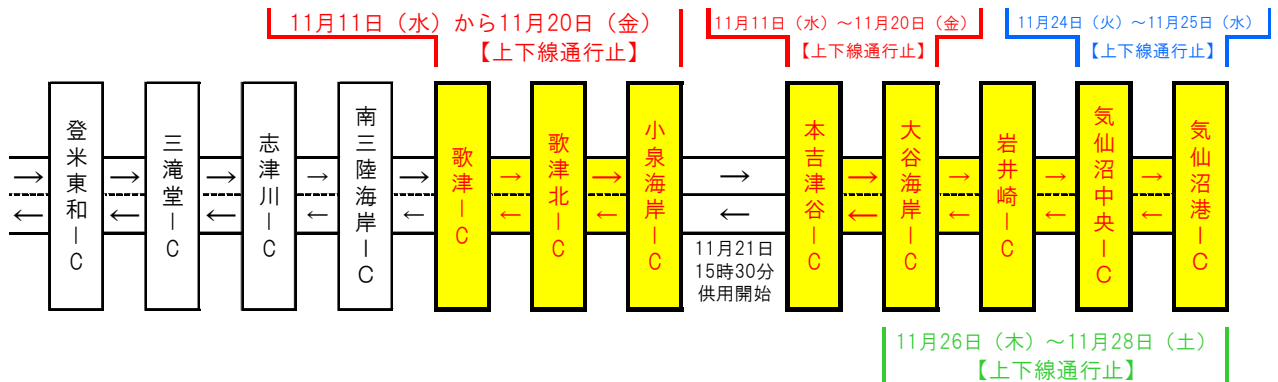 11月11日（水）から11月20日（金）
【上下線通行止】
11月11日（水）～11月20日（金）
【上下線通行止】
11月24日（火）～11月25日（水）
【上下線通行止】
登米東和ＩＣ
三滝堂ＩＣ
志津川ＩＣ
南三陸海岸ＩＣ
歌津ＩＣ
歌津北ＩＣ
小泉海岸ＩＣ
本吉津谷ＩＣ
大谷海岸ＩＣ
岩井崎ＩＣ
気仙沼中央ＩＣ
気仙沼港ＩＣ
→ → → → → → → → → → → →
← ← ← ← ← ← ← ← ← ← ← ←
11月21日
15時30分
供用開始
11月26日（木）～11月28日（土）
【上下線通行止】